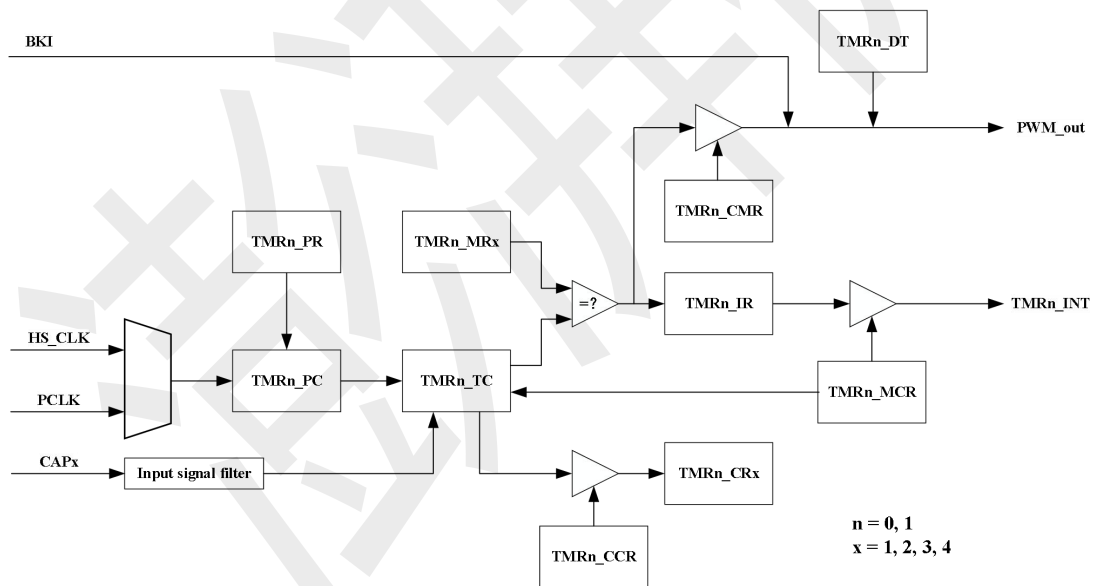 BKI
TMRn_DT
PWM_out
TMRn_CMR
TMRn_PR
TMRn_MRx
=?
TMRn_IR
TMRn_INT
HS_CLK
TMRn_PC
TMRn_TC
PCLK
TMRn_MCR
CAPx
Input signal filter
TMRn_CRx
TMRn_CCR
n = 0, 1
x = 1, 2, 3, 4